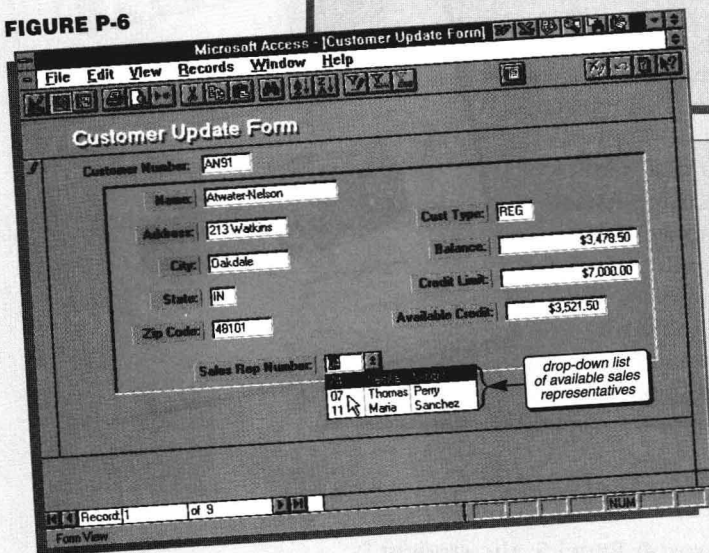 FIGURE P-6
Microsoft Access - [Customer Update Form]
File Edit View Records Window Help
Customer Update Form
Customer Number: AN91
Name: Atwater-Nelson
Address: 213 Watkins
City: Oakdale
State: IN
Zip Code: 48101
Cust Type: REG
Balance: $3,478.50
Credit Limit: $7,000.00
Available Credit: $3,521.50
Sales Rep Number:
07 Thomas Perry
11 Maria Sanchez
drop-down list
of available sales
representatives
Record: 1 of 9
Form View
NUM